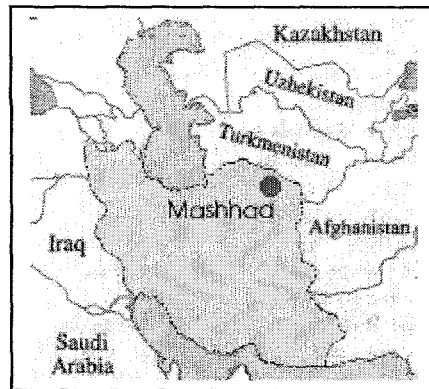 Kazakhstan
Uzbekistan
Turkmenistan
Mashhad
Afghanistan
Iraq
Saudi
Arabia